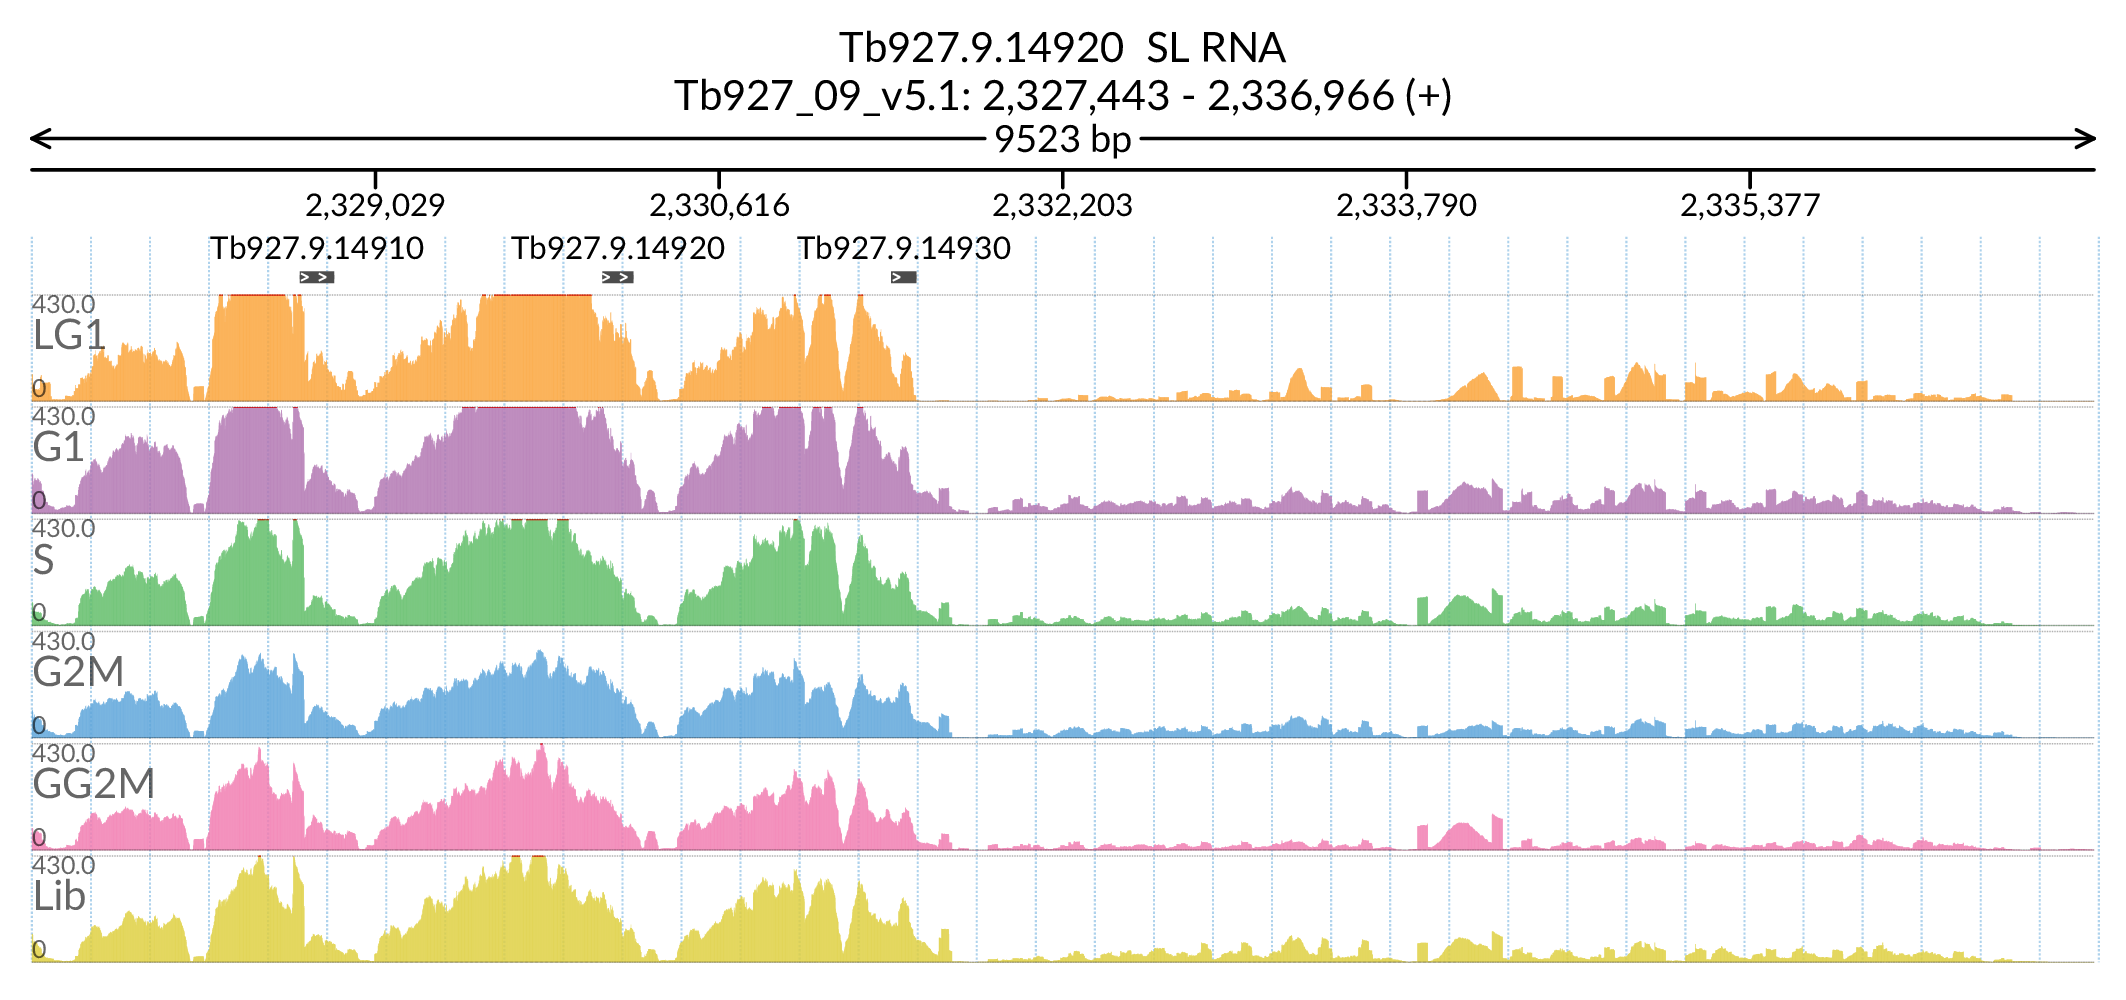 Tb927.9.14920 SL RNA
Tb927_09_v5.1: 2,327,443 - 2,336,966 (+)
9523 bp
2,329,029 2,330,616 2,332,203 2,333,790 2,335,377
Tb927.9.14910 Tb927.9.14920 Tb927.9.14930
430.0
LG1
0
430.0
G1
0
430.0
S
0
430.0
G2M
0
430.0
GG2M
0
430.0
Lib
0